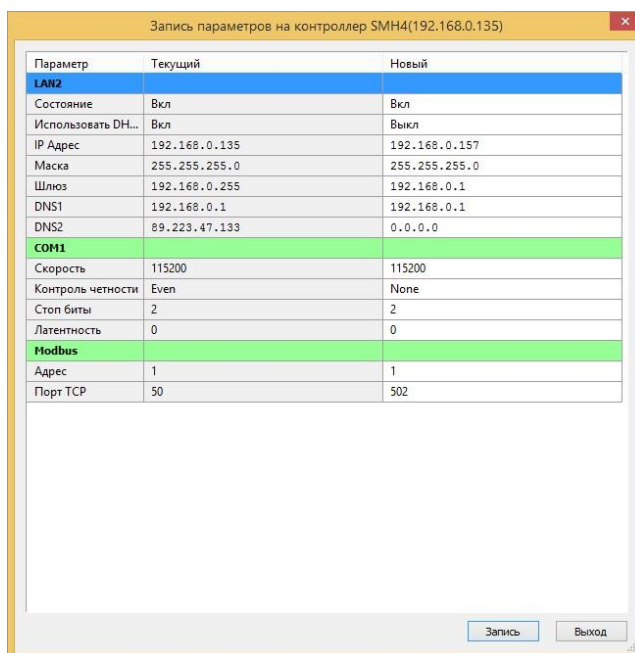 Запись параметров на контроллер SMH4(192.168.0.135)
Параметр Текущий Новый
LAN2
Состояние Вкл Вкл
Использовать DH... Вкл Выкл
IP Адрес 192.168.0.135 192.168.0.157
Маска 255.255.255.0 255.255.255.0
Шлюз 192.168.0.255 192.168.0.1
DNS1 192.168.0.1 192.168.0.1
DNS2 89.223.47.133 0.0.0.0
COM1
Скорость 115200 115200
Контроль четности Even None
Стоп биты 2 2
Латентность 0 0
Modbus
Адрес 1 1
Порт TCP 50 502
Запись Выход